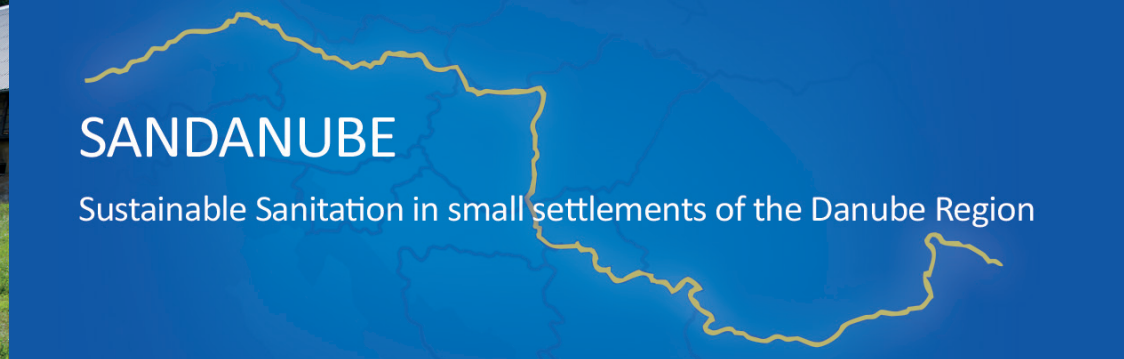 SANDANUBE
Sustainable Sanitation in small settlements of the Danube Region